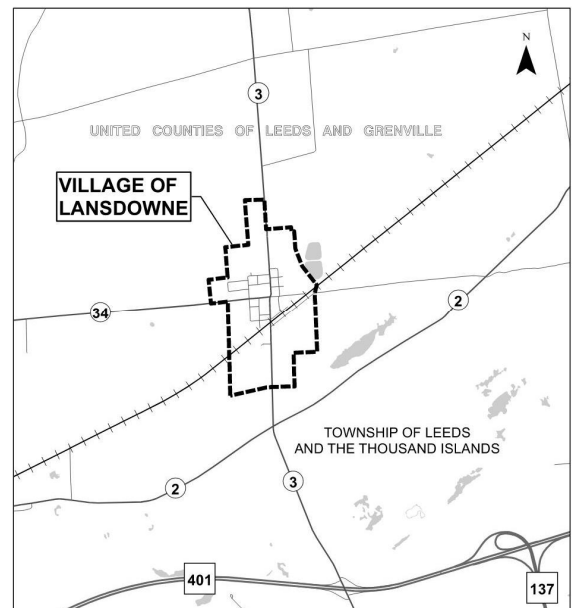 N
3
UNITED COUNTIES OF LEEDS AND GRENVILLE
VILLAGE OF
LANSDOWNE
2
34
TOWNSHIP OF LEEDS
AND THE THOUSAND ISLANDS
2
3
401
137